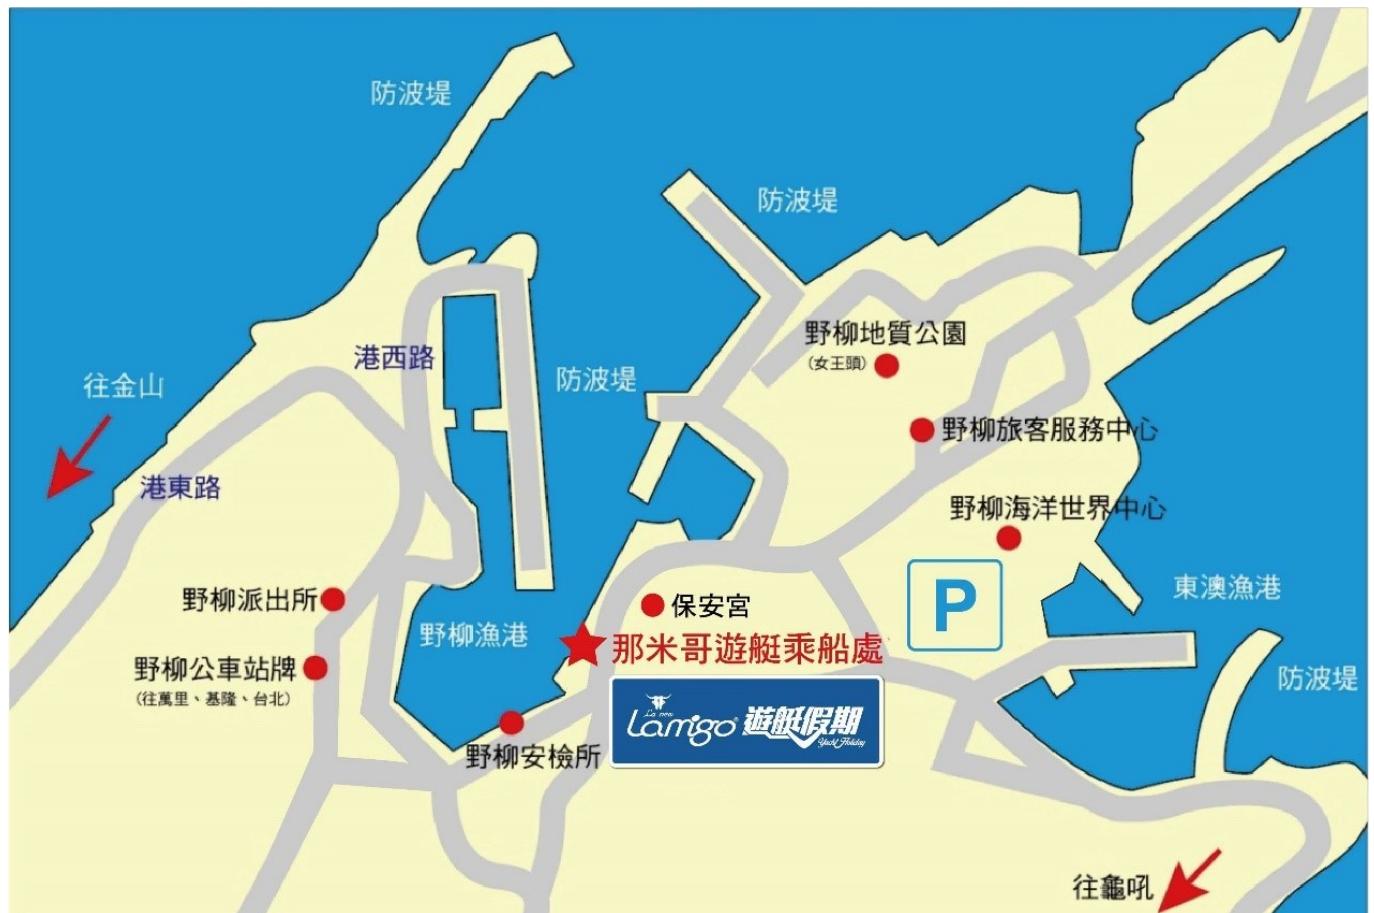 防波堤
防波堤
野柳地質公園
(女王頭)
港西路
防波堤
往金山
野柳旅客服務中心
港東路
野柳海洋世界中心
P
東澳漁港
野柳派出所
保安宮
野柳漁港
那米哥遊艇乘船處
野柳公車站牌
(往萬里、基隆、台北)
防波堤
La new
Lamigo® 遊艇假期
Yacht Holiday
野柳安檢所
往龜吼